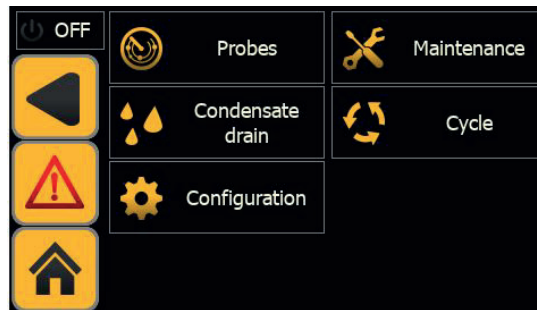 OFF
Probes
Maintenance
Condensate
drain
Cycle
Configuration